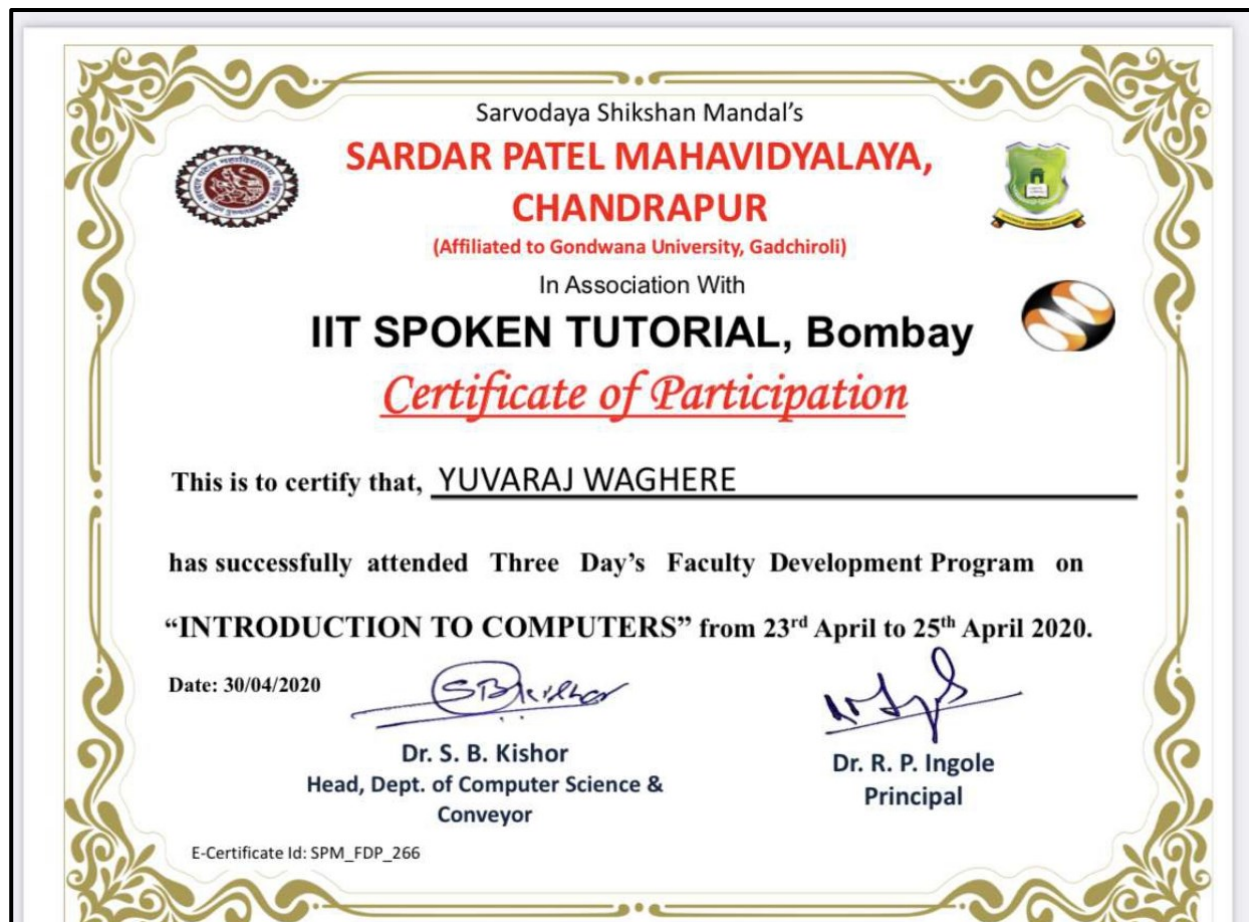 Sarvodaya Shikshan Mandal's
SARDAR PATEL MAHAVIDYALAYA,
CHANDRAPUR
(Affiliated to Gondwana University, Gadchiroli)
In Association With
IIT SPOKEN TUTORIAL, Bombay
Certificate of Participation
This is to certify that, YUVARAJ WAGHERE
has successfully attended Three Day's Faculty Development Program on
“INTRODUCTION TO COMPUTERS” from 23rd April to 25th April 2020.
Date: 30/04/2020
SBKishor
Dr. S. B. Kishor
Head, Dept. of Computer Science &
Conveyor
Dr. R. P. Ingole
Principal
E-Certificate Id: SPM_FDP_266